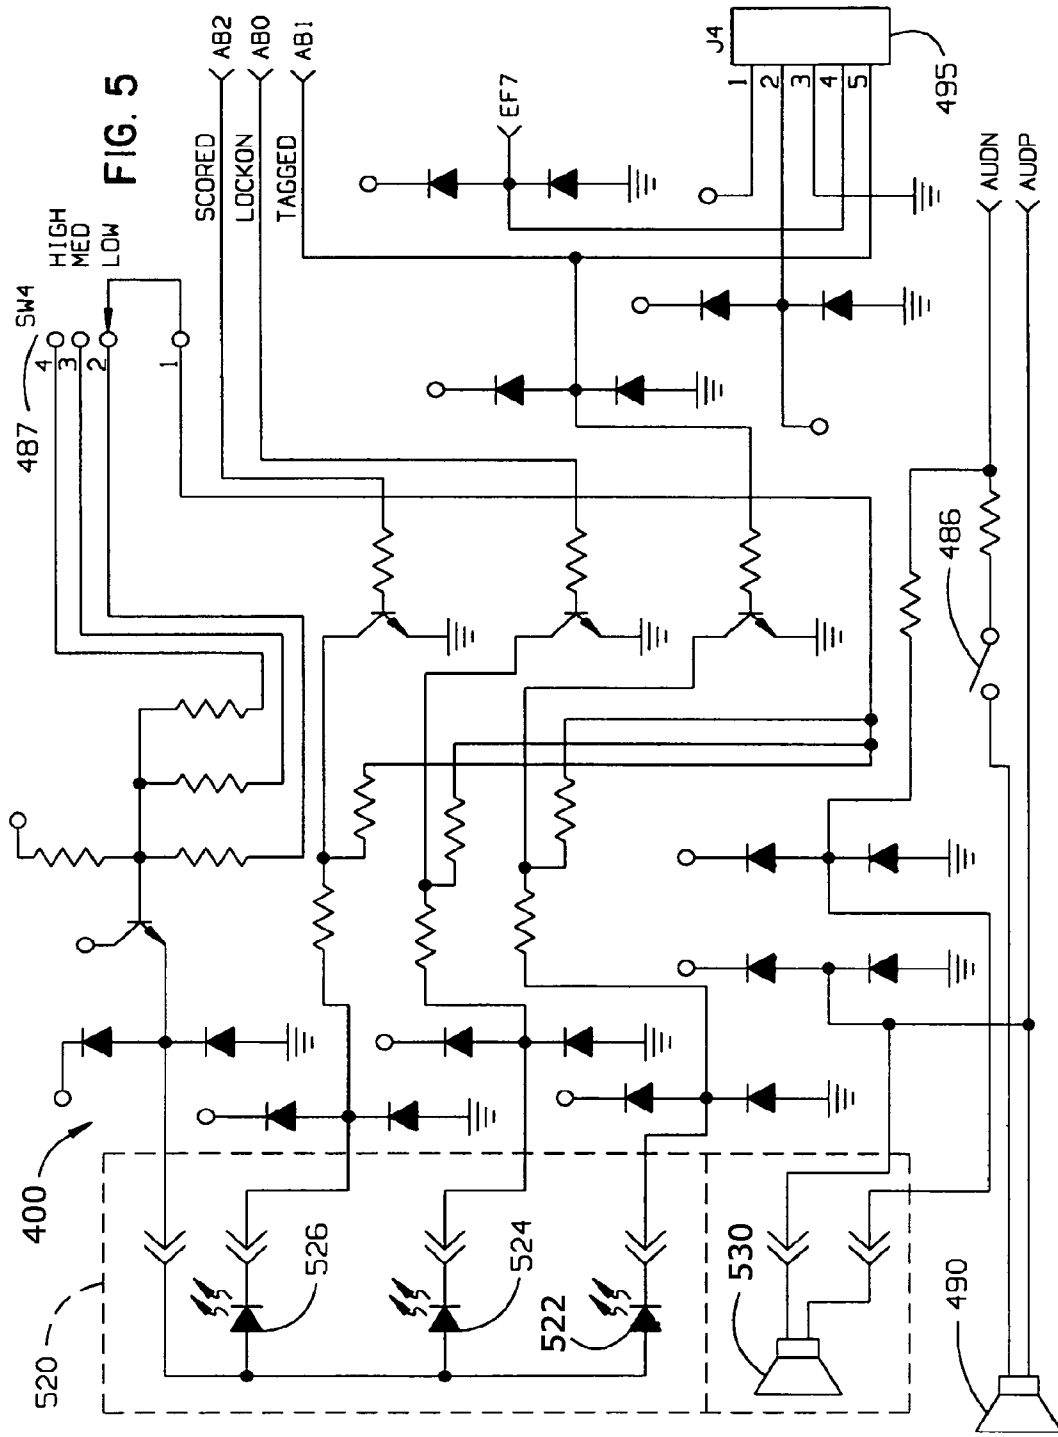 FIG. 5
400
487
SW4
4
3
2
1
HIGH
MED
LOW
SCORED
LOCKON
TAGGED
AB2
AB0
AB1
EF7
J4
1
2
3
4
5
495
AUDN
AUDP
486
520
526
524
522
530
490